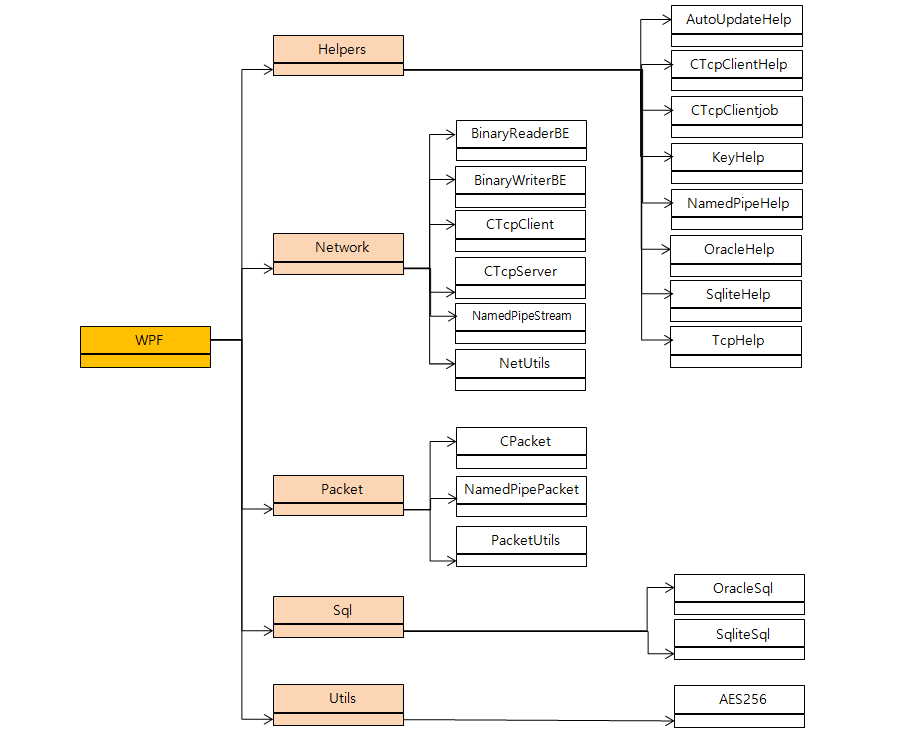 WPF
Helpers
AutoUpdateHelp
CTcpClientHelp
CTcpClientjob
KeyHelp
NamedPipeHelp
OracleHelp
SqliteHelp
TcpHelp
Network
BinaryReaderBE
BinaryWriterBE
CTcpClient
CTcpServer
NamedPipeStream
NetUtils
Packet
CPacket
NamedPipePacket
PacketUtils
Sql
OracleSql
SqliteSql
Utils
AES256